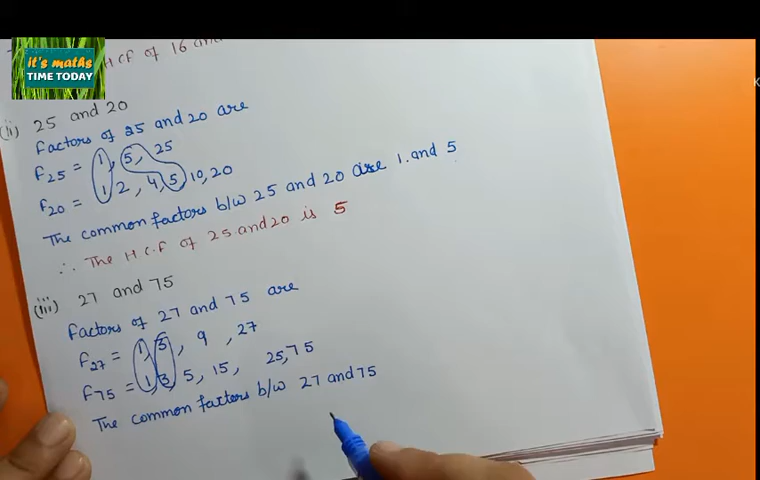 it's maths
TIME TODAY
HCF of 16 and
(ii) 25 and 20
Factors of 25 and 20 are
F25 = 1, 5, 25
F20 = 1 2, 4, 5, 10, 20
The common factors b/w 25 and 20 are 1. and 5
∴ The H.C.F of 25 and 20 is 5
(iii) 27 and 75
Factors of 27 and 75 are
F27 = 1, 3, 9, 27
F75 = 1, 3, 5, 15, 25, 75
The common factors b/w 27 and 75